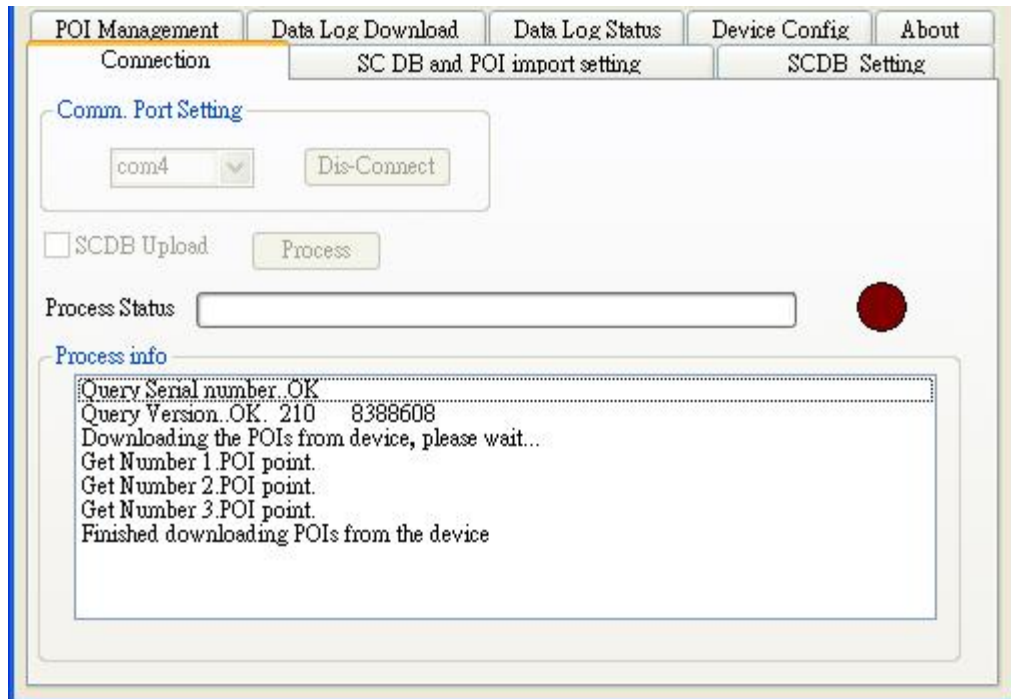 POI Management Data Log Download Data Log Status Device Config About
Connection SC DB and POI import setting SCDB Setting
Comm. Port Setting
com4 Dis-Connect
SCDB Upload Process
Process Status
Process info
Query Serial number..OK
Query Version..OK. 210 8388608
Downloading the POIs from device, please wait...
Get Number 1.POI point.
Get Number 2.POI point.
Get Number 3.POI point.
Finished downloading POIs from the device